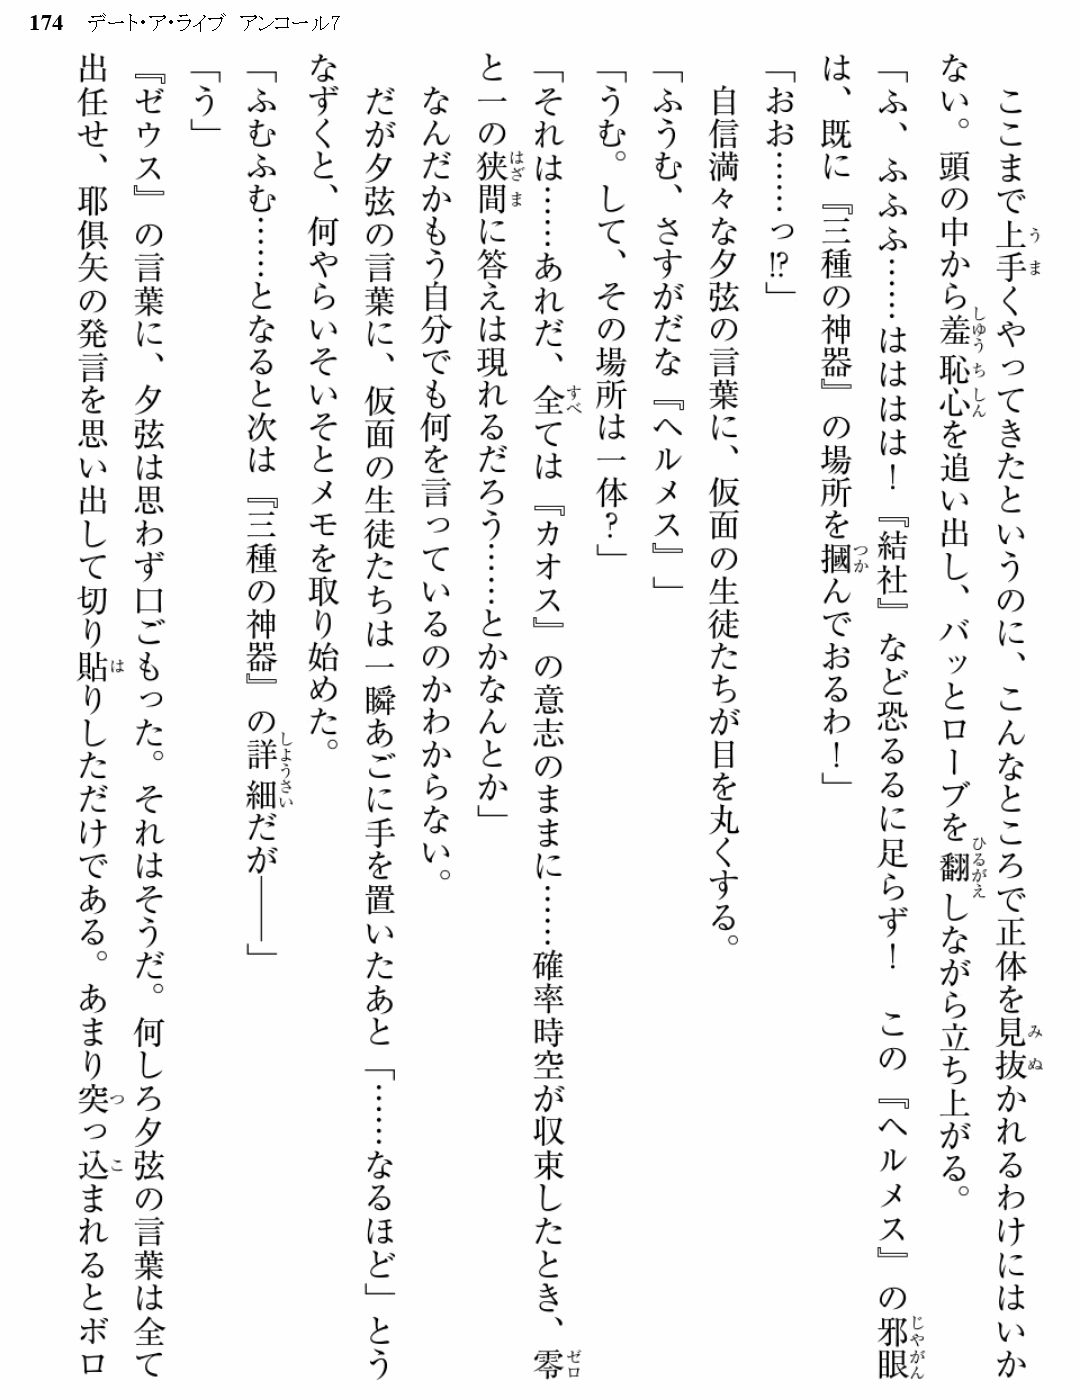 174 デート・ア・ライブ アンコール7
ここまで上手くやってきたというのに、こんなところで正体を見抜かれるわけにはいか
ない。頭の中から羞恥心を追い出し、バッとローブを翻しながら立ち上がる。
「ふ、ふふふ……はははは！『結社』など恐るるに足らず！　この『ヘルメス』の邪眼
は、既に『三種の神器』の場所を摑んでおるわ！」
「おお……っ!?」
自信満々な夕弦の言葉に、仮面の生徒たちが目を丸くする。
「ふうむ、さすがだな『ヘルメス』」
「うむ。して、その場所は一体？」
「それは……あれだ、全ては『カオス』の意志のままに……確率時空が収束したとき、零
と一の狭間に答えは現れるだろう……とかなんとか」
なんだかもう自分でも何を言っているのかわからない。
だが夕弦の言葉に、仮面の生徒たちは一瞬あごに手を置いたあと「……なるほど」とう
なずくと、何やらいそいそとメモを取り始めた。
「ふむふむ……となると次は『三種の神器』の詳細だが――」
「う」
『ゼウス』の言葉に、夕弦は思わず口ごもった。それはそうだ。何しろ夕弦の言葉は全て
出任せ、耶倶矢の発言を思い出して切り貼りしただけである。あまり突っ込まれるとボロ